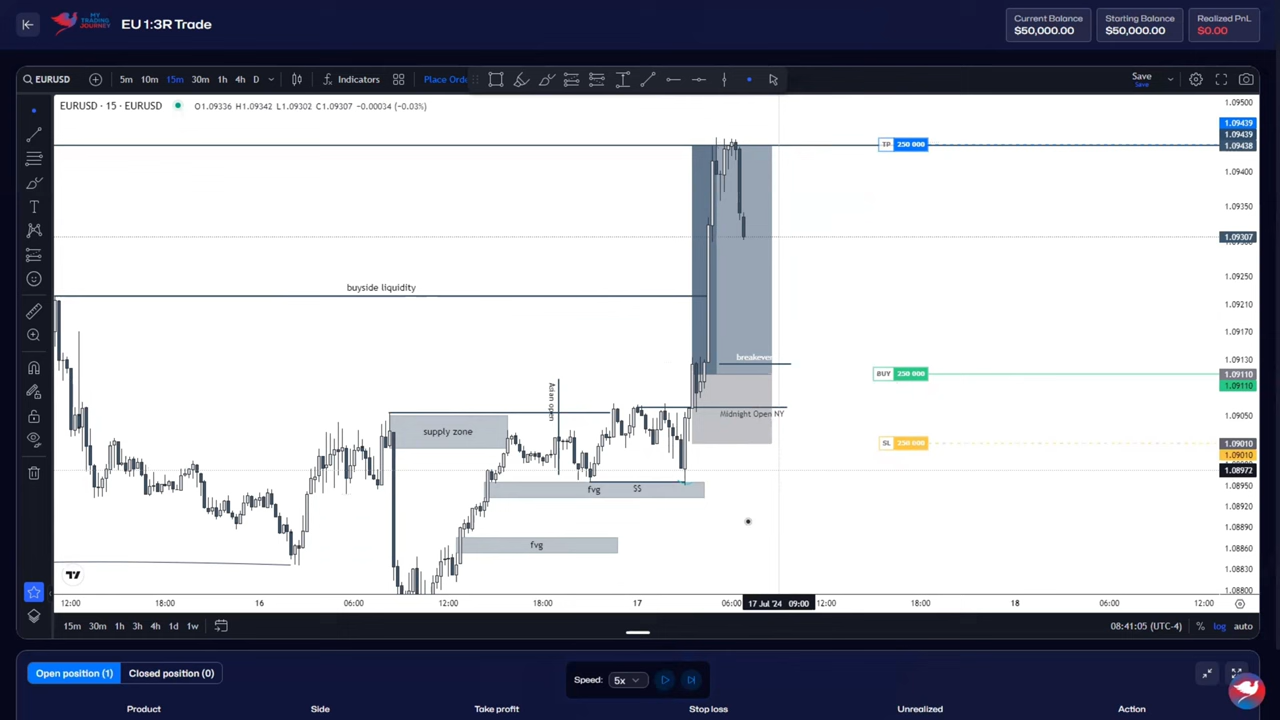 MY TRADING JOURNEY
EU 1:3R Trade
Current Balance
$50,000.00
Starting Balance
$50,000.00
Realized PnL
$0.00
EURUSD
5m 10m 15m 30m 1h 4h D
Indicators
Place Orde
Save
Save
EURUSD · 15 · EURUSD
O1.09336 H1.09342 L1.09302 C1.09307 -0.00034 (-0.03%)
buyside liquidity
supply zone
Asian open
breakeven
Midnight Open NY
fvg
$$
fvg
TP 250 000
BUY 250 000
SL 250 000
1.09500
1.09439
1.09439
1.09438
1.09400
1.09350
1.09307
1.09250
1.09210
1.09170
1.09130
1.09110
1.09110
1.09050
1.09010
1.09010
1.08972
1.08950
1.08920
1.08890
1.08860
1.08830
1.08800
12:00 18:00 16 06:00 12:00 18:00 17 06:00 17 Jul '24 09:00 12:00 18:00 18 06:00 12:00
15m 30m 1h 3h 4h 1d 1w
08:41:05 (UTC-4) % log auto
Open position (1) Closed position (0)
Speed: 5x
Product Side Take profit Stop loss Unrealized Action